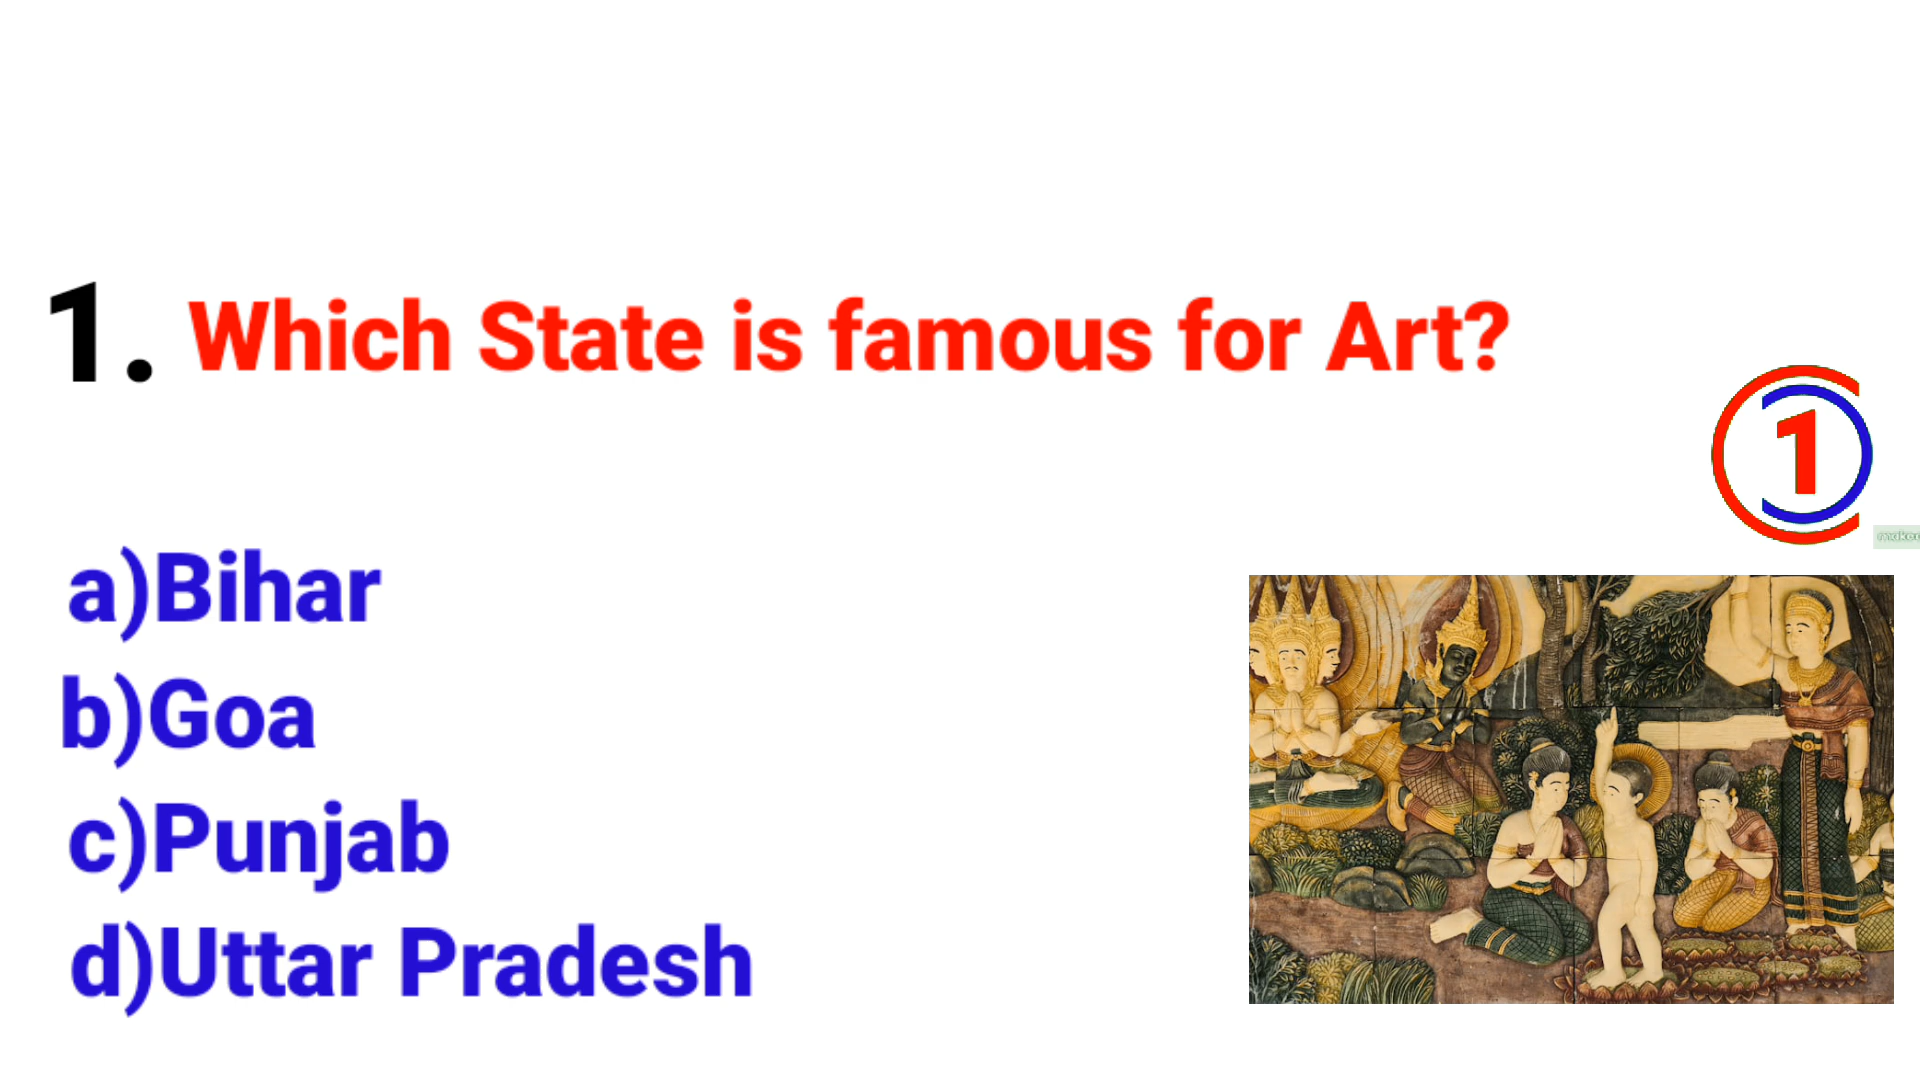 1. Which State is famous for Art?
1
a)Bihar
b)Goa
c)Punjab
d)Uttar Pradesh